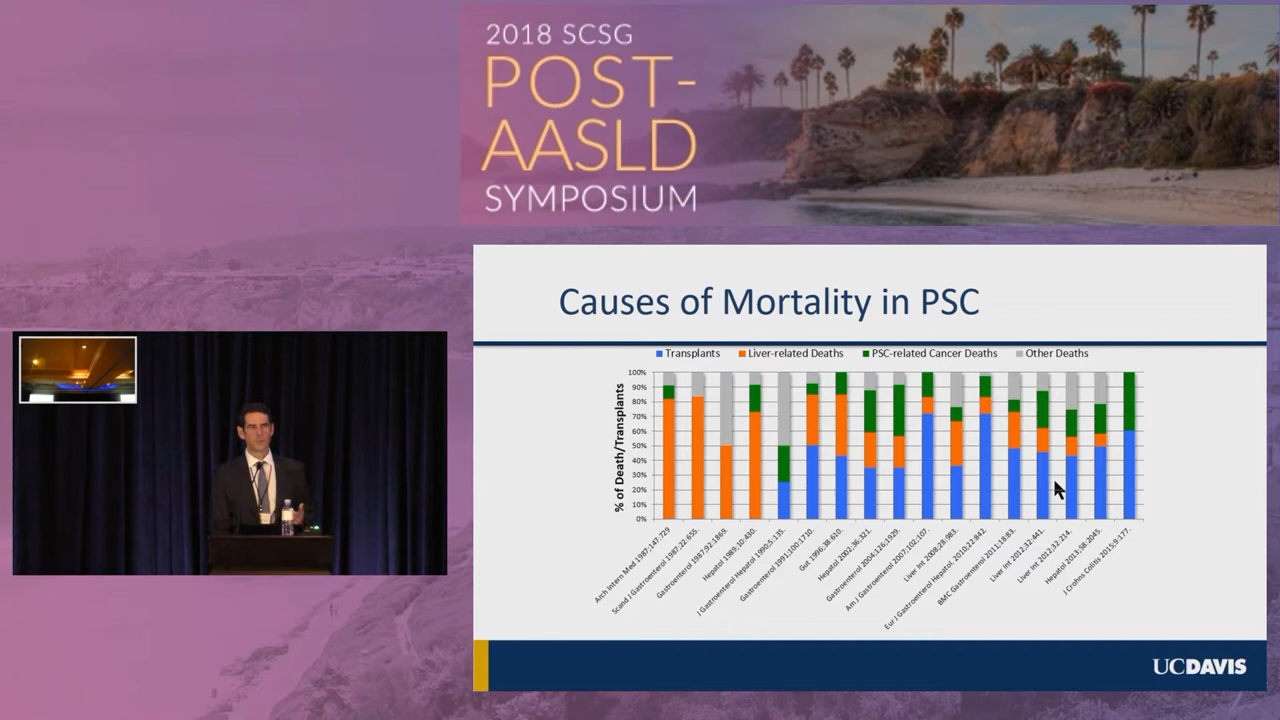 2018 SCSG
POST-
AASLD
SYMPOSIUM
Causes of Mortality in PSC
Transplants Liver-related Deaths PSC-related Cancer Deaths Other Deaths
% of Death/Transplants
100%
90%
80%
70%
60%
50%
40%
30%
20%
10%
0%
Arch Intern Med 1987;147:729
Scand J Gastroenterol 1987;22:655.
Gastroenterol 1987;92:1869.
Hepatol 1989;10:430.
J Gastroenterol Hepatol 1990;5:135.
Gastroenterol 1991;100:1710.
Gut 1996;38:610.
Hepatol 2002;36:321.
Gastroenterol 2004;126:1929.
Am J Gastroenterol 2007;102:107.
Liver Int 2008;28:983.
Eur J Gastroenterol Hepatol. 2010;22:842.
BMC Gastroenterol 2011;18:83.
Liver Int 2012;32:441.
Liver Int 2012;32:214.
Hepatol 2013;58:2045.
J Crohns Colitis 2015;9:177.
UCDAVIS